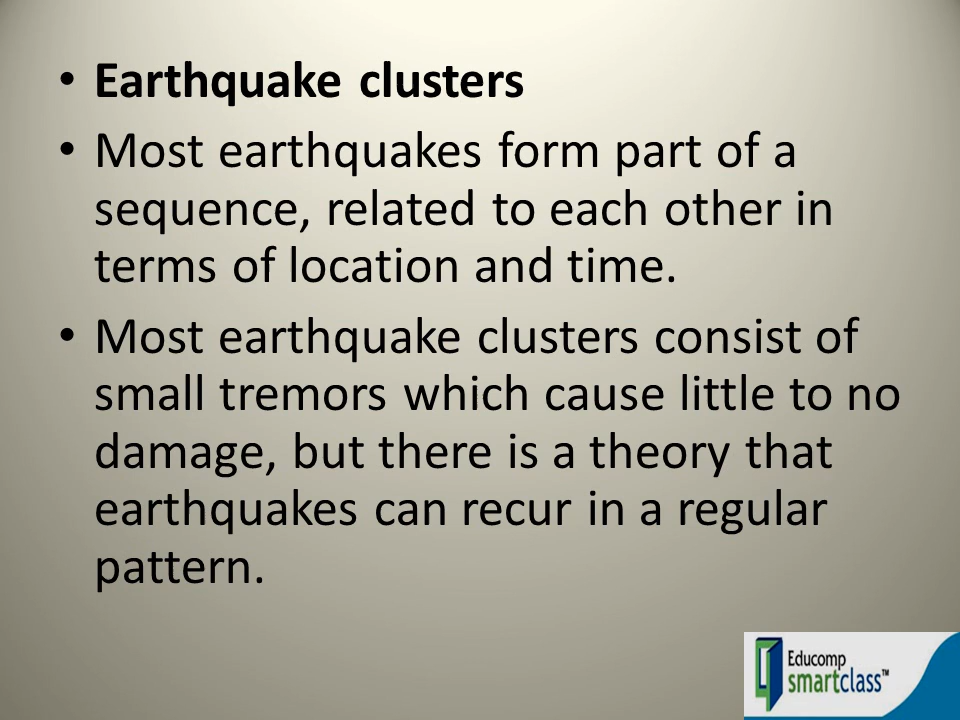 • Earthquake clusters
• Most earthquakes form part of a
sequence, related to each other in
terms of location and time.
• Most earthquake clusters consist of
small tremors which cause little to no
damage, but there is a theory that
earthquakes can recur in a regular
pattern.
Educomp
smartclass™